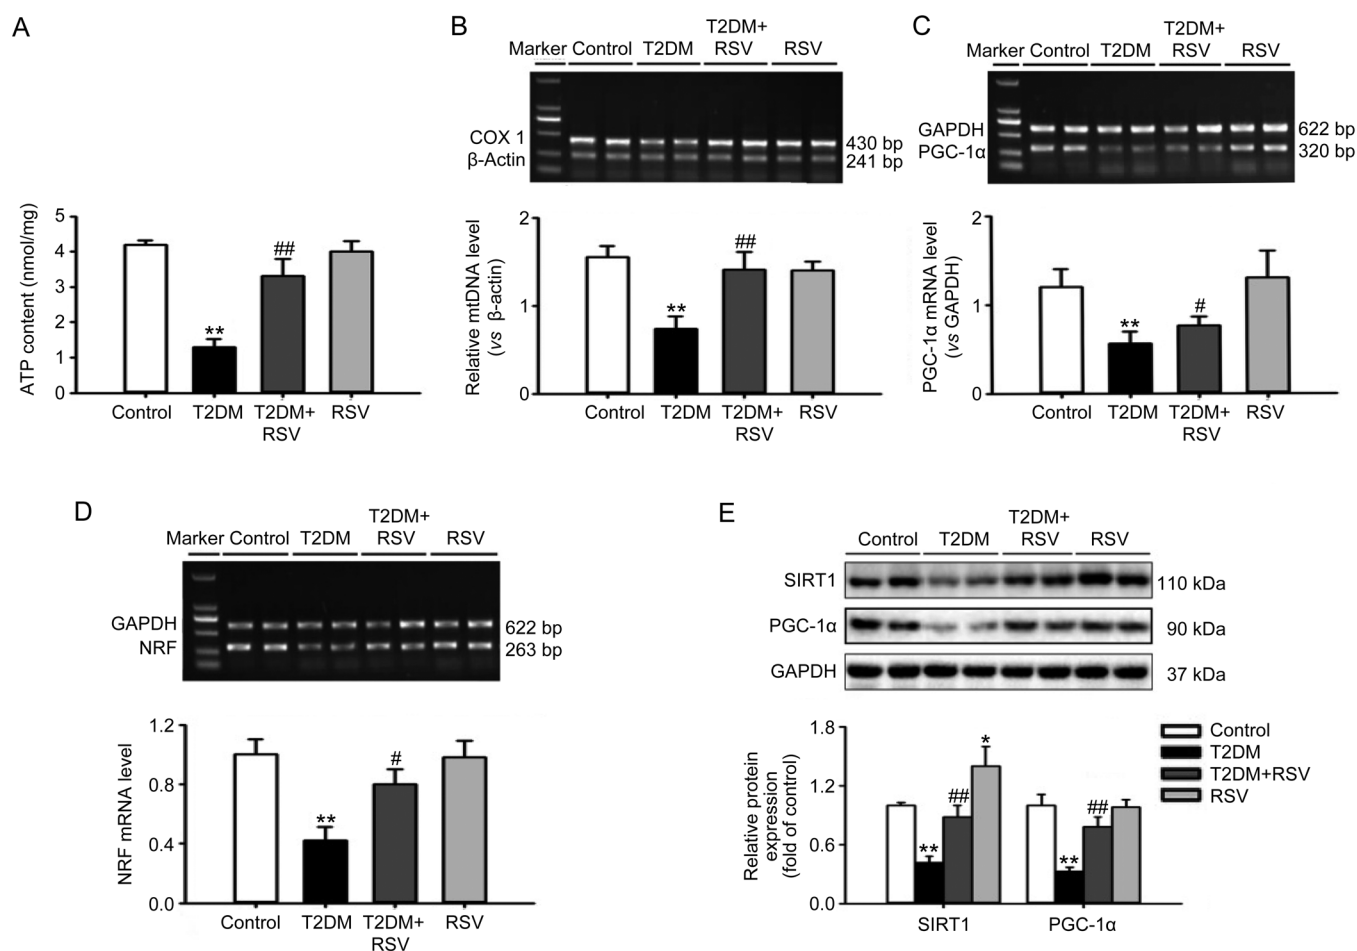 A
ATP content (nmol/mg)
5
4
3
2
1
0
**
##
Control
T2DM
T2DM+
RSV
RSV
B
Marker Control T2DM T2DM+
RSV RSV
COX 1
β-Actin
430 bp
241 bp
Relative mtDNA level
(vs β-actin)
2
1
0
**
##
Control
T2DM
T2DM+
RSV
RSV
C
Marker Control T2DM T2DM+
RSV RSV
GAPDH
PGC-1α
622 bp
320 bp
PGC-1α mRNA level
(vs GAPDH)
2
1
0
**
#
Control
T2DM
T2DM+
RSV
RSV
D
Marker Control T2DM T2DM+
RSV RSV
GAPDH
NRF
622 bp
263 bp
NRF mRNA level
1.2
0.8
0.4
0.0
**
#
Control
T2DM
T2DM+
RSV
RSV
E
Control T2DM T2DM+
RSV RSV
SIRT1
110 kDa
PGC-1α
90 kDa
GAPDH
37 kDa
Relative protein
expression
(fold of control)
1.8
1.2
0.6
0.0
**
##
*
**
##
SIRT1
PGC-1α
Control
T2DM
T2DM+RSV
RSV